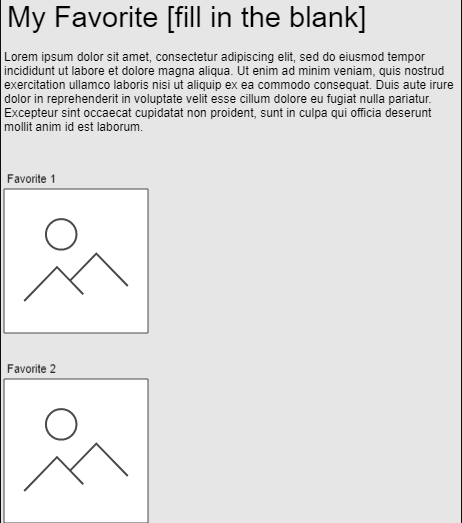 My Favorite [fill in the blank]
Lorem ipsum dolor sit amet, consectetur adipiscing elit, sed do eiusmod tempor
incididunt ut labore et dolore magna aliqua. Ut enim ad minim veniam, quis nostrud
exercitation ullamco laboris nisi ut aliquip ex ea commodo consequat. Duis aute irure
dolor in reprehenderit in voluptate velit esse cillum dolore eu fugiat nulla pariatur.
Excepteur sint occaecat cupidatat non proident, sunt in culpa qui officia deserunt
mollit anim id est laborum.
Favorite 1
Favorite 2